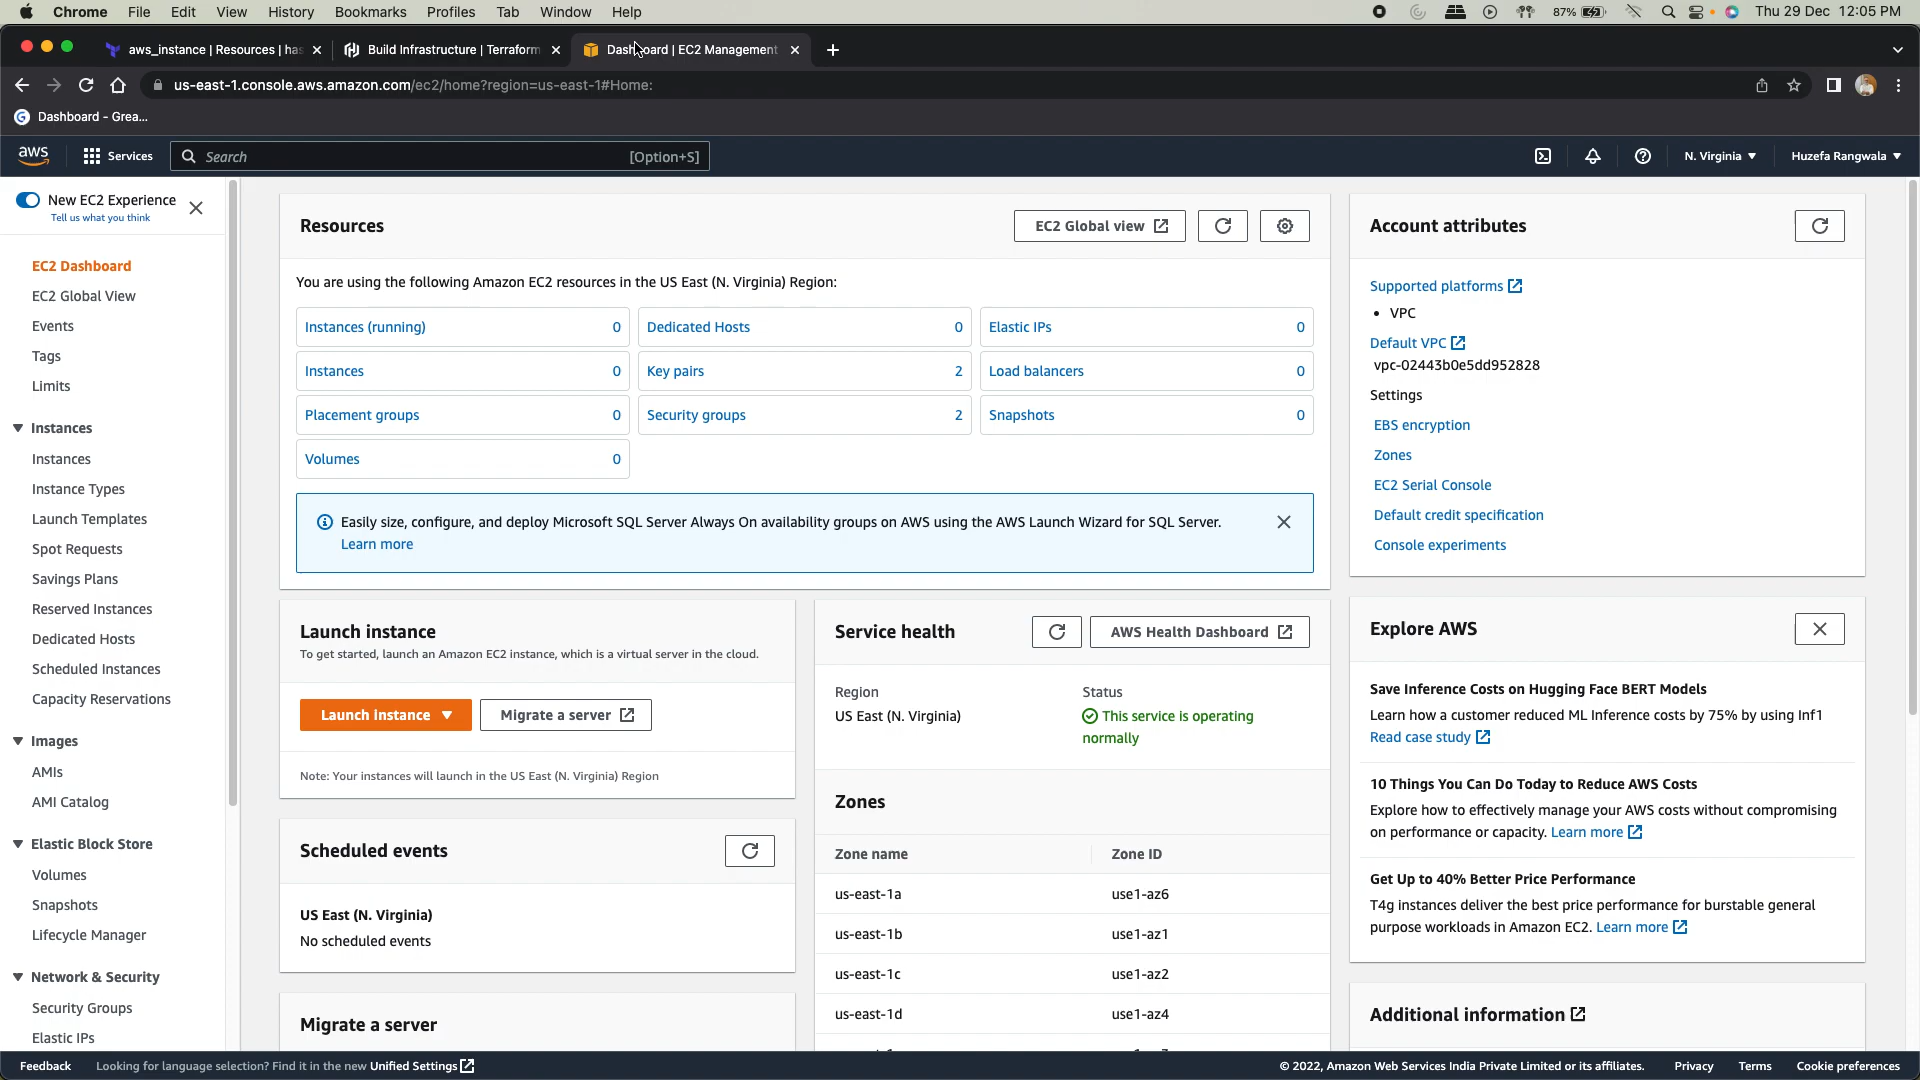 Chrome File Edit View History Bookmarks Profiles Tab Window Help 87% Thu 29 Dec 12:05 PM
aws_instance | Resources | has Build Infrastructure | Terraform Dashboard | EC2 Management
us-east-1.console.aws.amazon.com/ec2/home?region=us-east-1#Home:
G Dashboard - Grea...
aws Services Search [Option+S] N. Virginia Huzefa Rangwala
New EC2 Experience
Tell us what you think
EC2 Dashboard
EC2 Global View
Events
Tags
Limits
Instances
Instances
Instance Types
Launch Templates
Spot Requests
Savings Plans
Reserved Instances
Dedicated Hosts
Scheduled Instances
Capacity Reservations
Images
AMIs
AMI Catalog
Elastic Block Store
Volumes
Snapshots
Lifecycle Manager
Network & Security
Security Groups
Elastic IPs
Resources
EC2 Global view
You are using the following Amazon EC2 resources in the US East (N. Virginia) Region:
Instances (running) 0 Dedicated Hosts 0 Elastic IPs 0
Instances 0 Key pairs 2 Load balancers 0
Placement groups 0 Security groups 2 Snapshots 0
Volumes 0
Easily size, configure, and deploy Microsoft SQL Server Always On availability groups on AWS using the AWS Launch Wizard for SQL Server.
Learn more
Launch instance
To get started, launch an Amazon EC2 instance, which is a virtual server in the cloud.
Launch instance Migrate a server
Note: Your instances will launch in the US East (N. Virginia) Region
Scheduled events
US East (N. Virginia)
No scheduled events
Migrate a server
Service health
AWS Health Dashboard
Region Status
US East (N. Virginia) This service is operating
normally
Zones
Zone name Zone ID
us-east-1a use1-az6
us-east-1b use1-az1
us-east-1c use1-az2
us-east-1d use1-az4
Account attributes
Supported platforms
• VPC
Default VPC
vpc-02443b0e5dd952828
Settings
EBS encryption
Zones
EC2 Serial Console
Default credit specification
Console experiments
Explore AWS
Save Inference Costs on Hugging Face BERT Models
Learn how a customer reduced ML Inference costs by 75% by using Inf1
Read case study
10 Things You Can Do Today to Reduce AWS Costs
Explore how to effectively manage your AWS costs without compromising
on performance or capacity. Learn more
Get Up to 40% Better Price Performance
T4g instances deliver the best price performance for burstable general
purpose workloads in Amazon EC2. Learn more
Additional information
Feedback Looking for language selection? Find it in the new Unified Settings © 2022, Amazon Web Services India Private Limited or its affiliates. Privacy Terms Cookie preferences